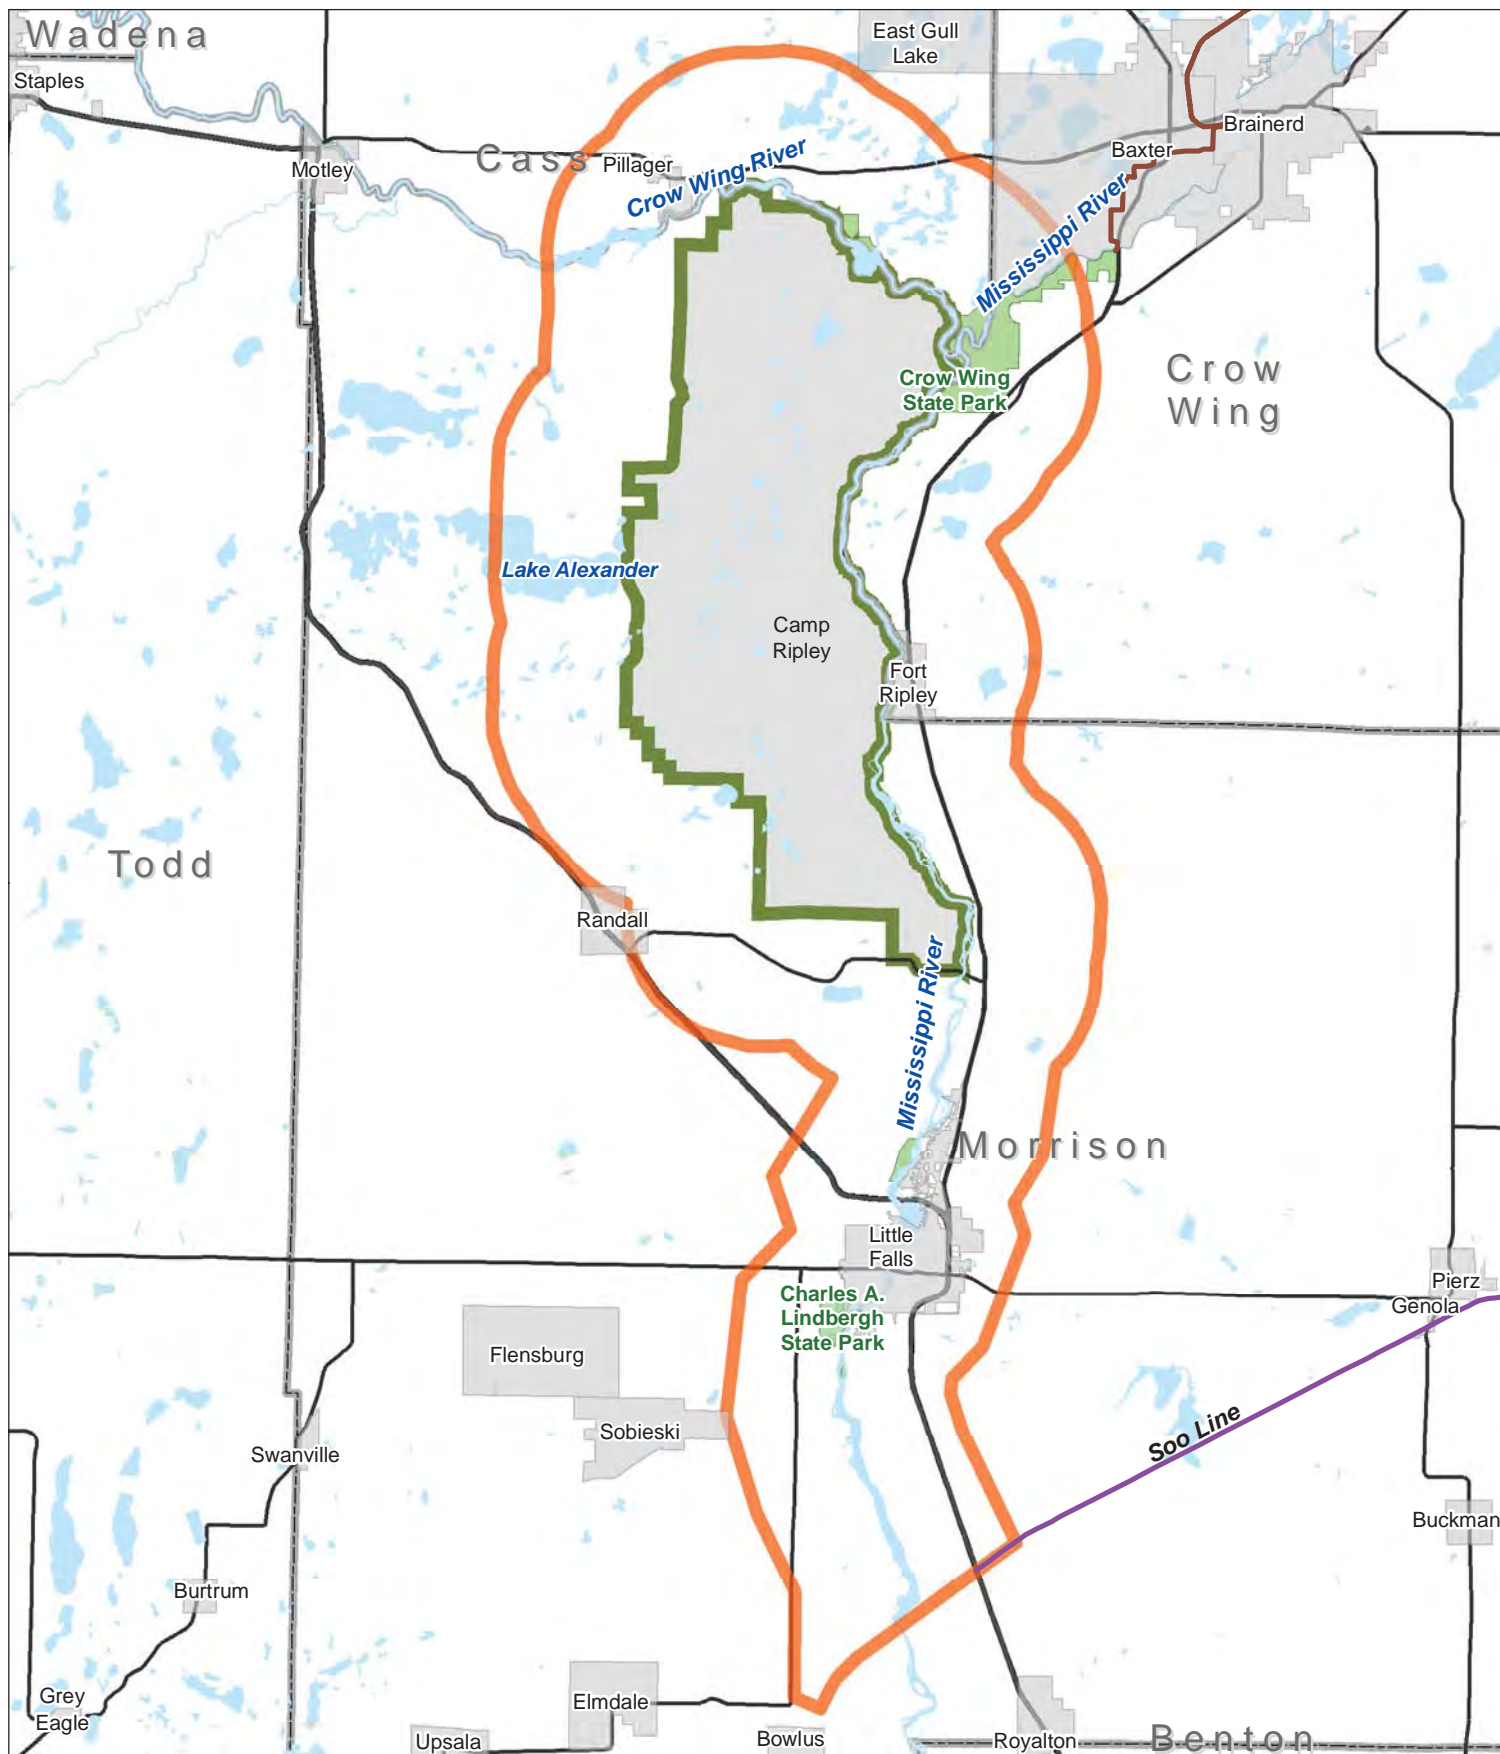 Wadena
East Gull
Lake
Staples
Brainerd
Baxter
Motley
Cass
Pillager
Crow Wing River
Mississippi River
Crow
Wing
Crow Wing
State Park
Lake Alexander
Camp
Ripley
Fort
Ripley
Todd
Randall
Mississippi River
Morrison
Little
Falls
Pierz
Genola
Charles A.
Lindbergh
State Park
Flensburg
Soo Line
Sobieski
Swanville
Buckman
Burtrum
Grey
Eagle
Elmdale
Upsala
Bowlus
Royalton
Benton